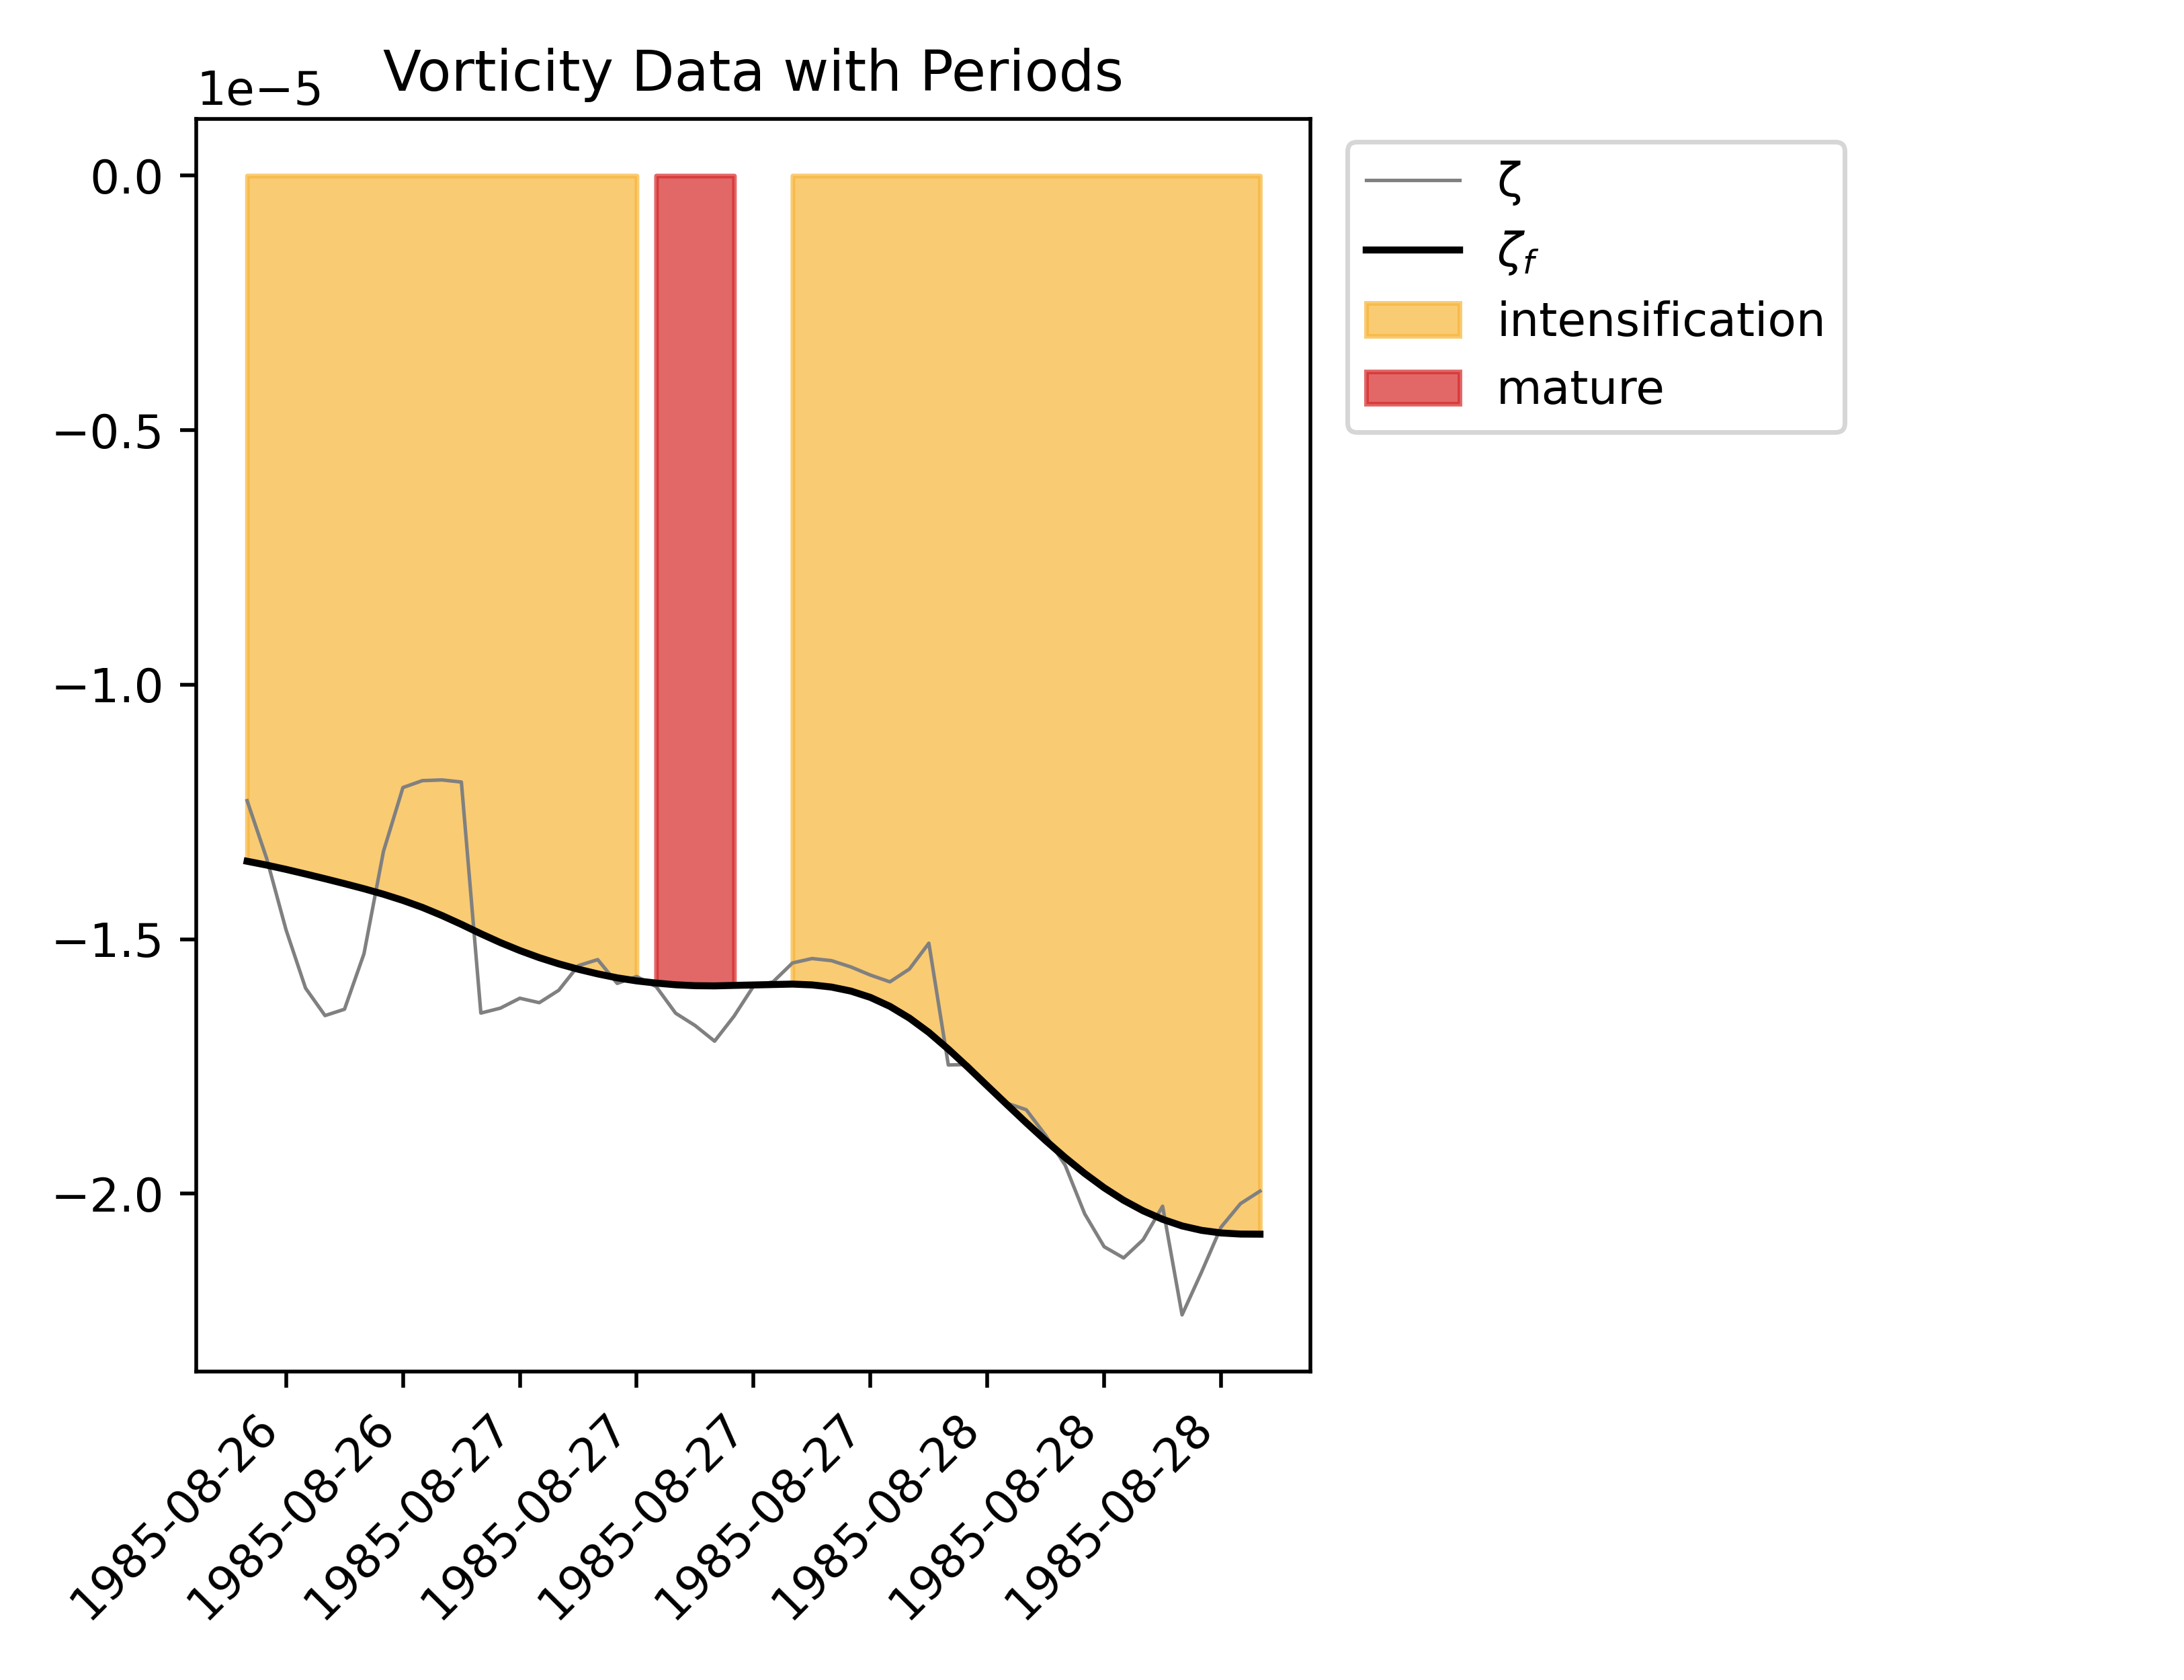 Vorticity Data with Periods
1e−5
0.0
−0.5
−1.0
−1.5
−2.0
1985-08-26
1985-08-26
1985-08-27
1985-08-27
1985-08-27
1985-08-27
1985-08-28
1985-08-28
1985-08-28
ζ
ζf
intensification
mature